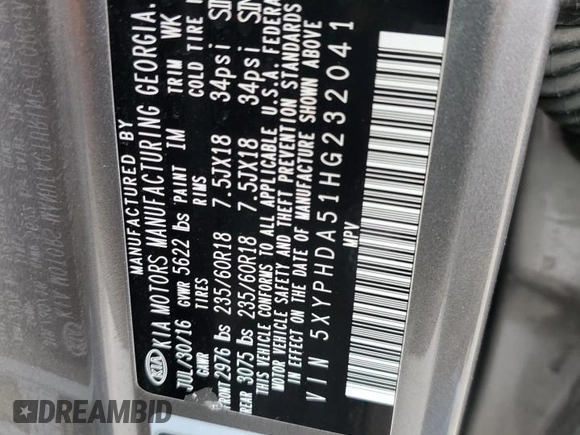 MANUFACTURED BY
KIA KIA MOTORS MANUFACTURING GEORGIA.
JUL/30/16 GVWR 5622 lbs PAINT IM TRIM WK
GAWR TIRES RIMS COLD TIRE
FRONT 2976 lbs 235/60R18 7.5JX18 34psi
REAR 3075 lbs 235/60R18 7.5JX18 34psi
THIS VEHICLE CONFORMS TO ALL APPLICABLE U.S.A. FEDERAL
MOTOR VEHICLE SAFETY AND THEFT PREVENTION STANDARDS
IN EFFECT ON THE DATE OF MANUFACTURE SHOWN ABOVE
VIN 5XYPHDA51HG232041
MPV
DREAMBID